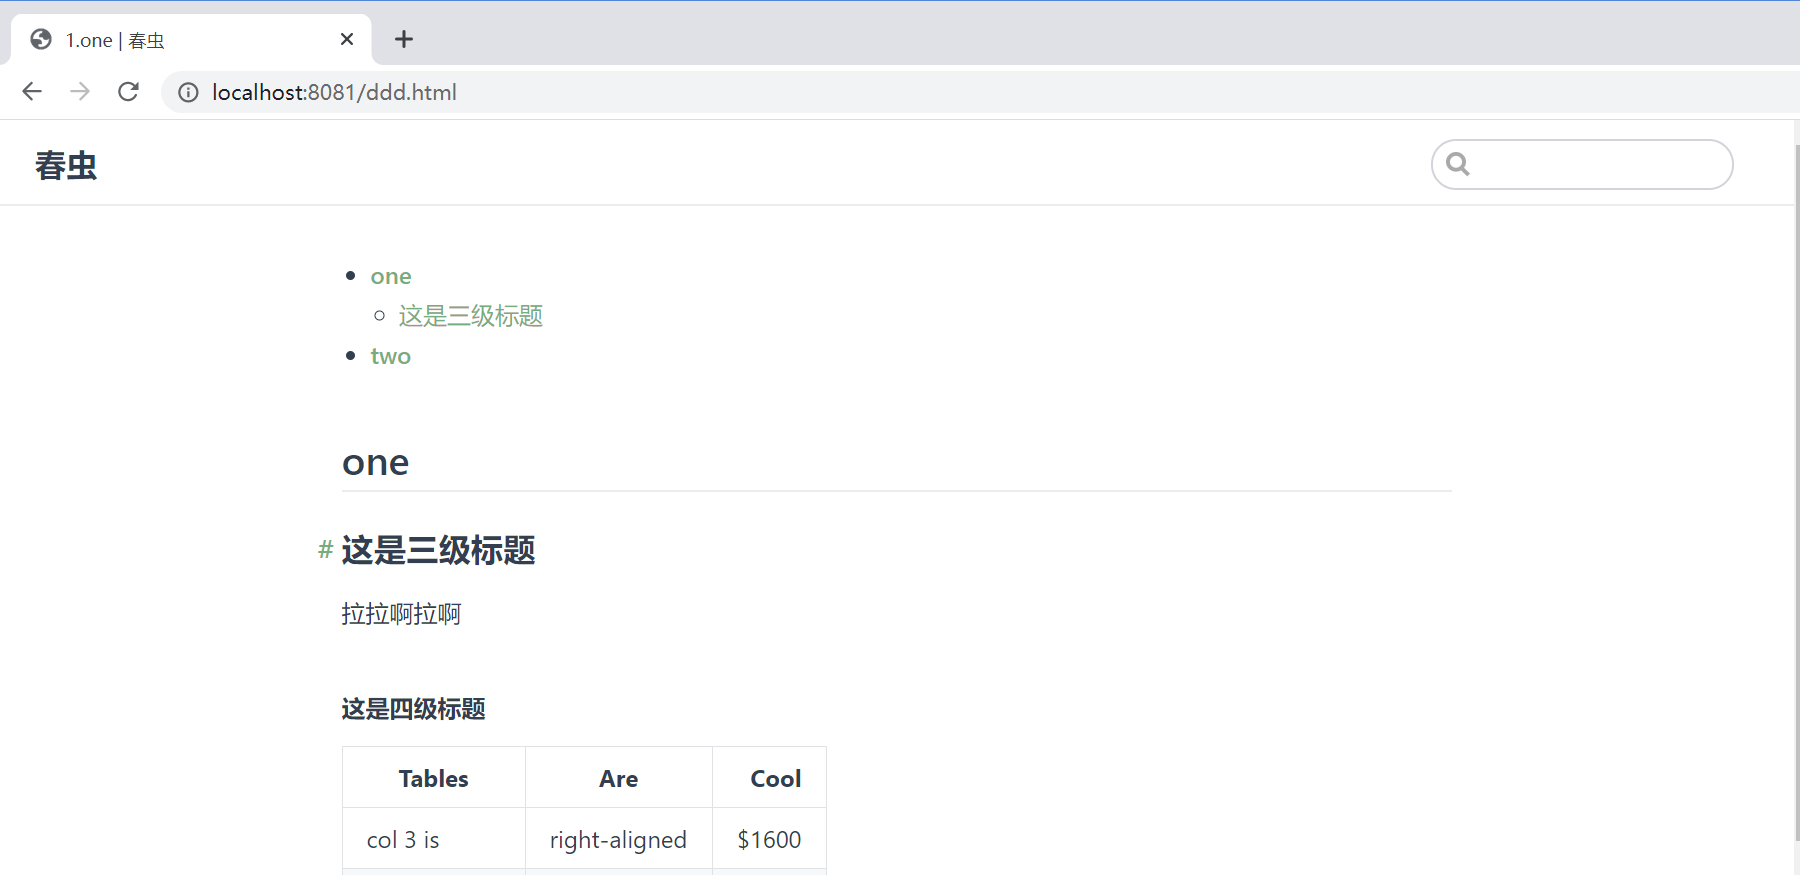 1.one | 春虫
localhost:8081/ddd.html
春虫
one
这是三级标题
two
one
# 这是三级标题
拉拉啊拉啊
这是四级标题
Tables Are Cool
col 3 is right-aligned $1600